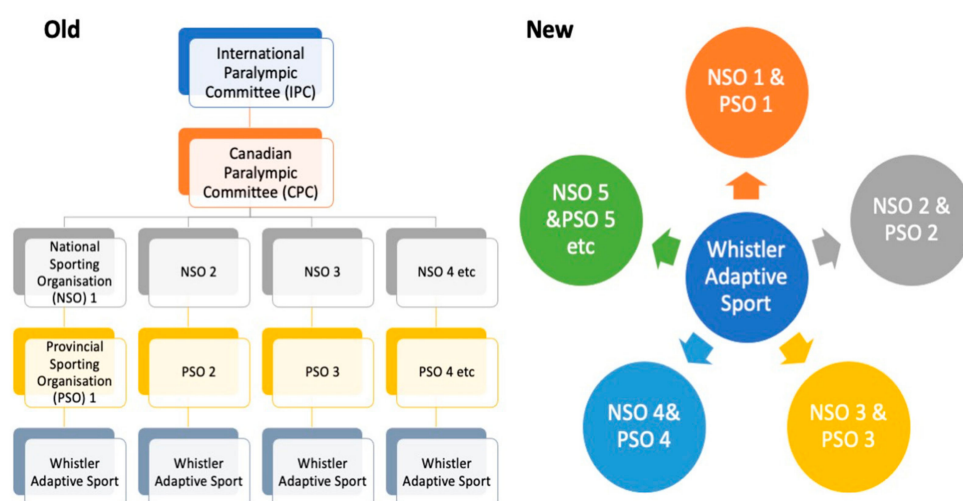 Old
International
Paralympic
Committee (IPC)
Canadian
Paralympic
Committee (CPC)
National
Sporting
Organisation
(NSO) 1
NSO 2
NSO 3
NSO 4 etc
Provincial
Sporting
Organisation
(PSO) 1
PSO 2
PSO 3
PSO 4 etc
Whistler
Adaptive Sport
Whistler
Adaptive Sport
Whistler
Adaptive Sport
Whistler
Adaptive Sport
New
NSO 1 &
PSO 1
NSO 2 &
PSO 2
NSO 3 &
PSO 3
NSO 4&
PSO 4
NSO 5
&PSO 5
etc
Whistler
Adaptive
Sport